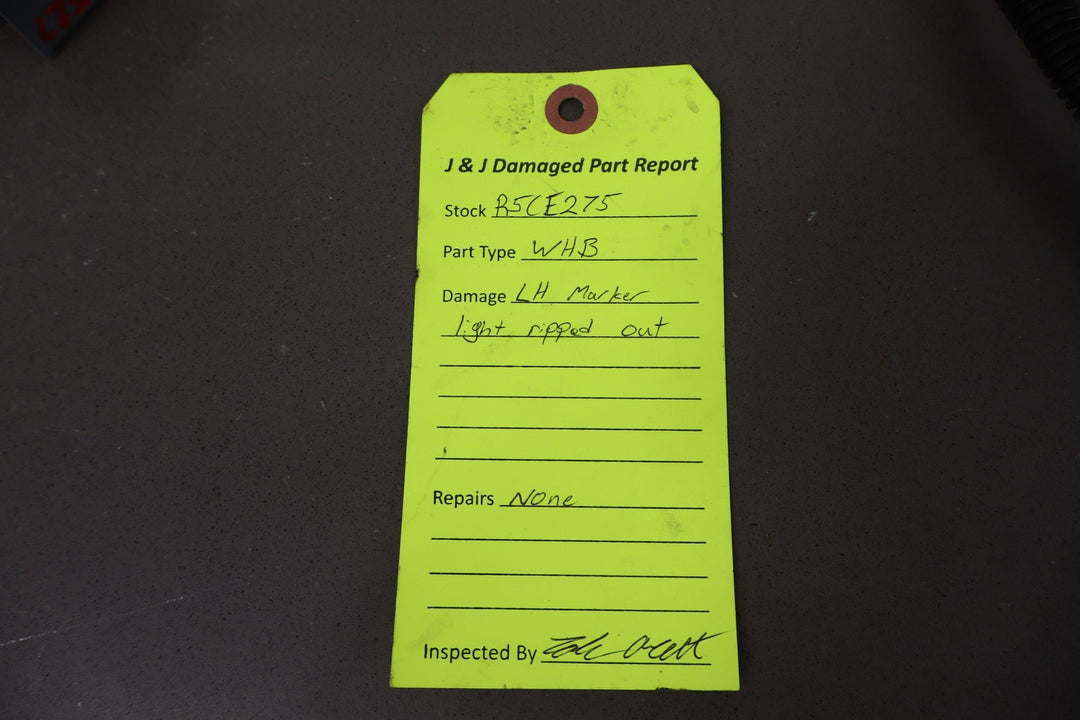 J & J Damaged Part Report
Stock R5CE275
Part Type WHB
Damage LH Marker
light ripped out
Repairs None
Inspected By